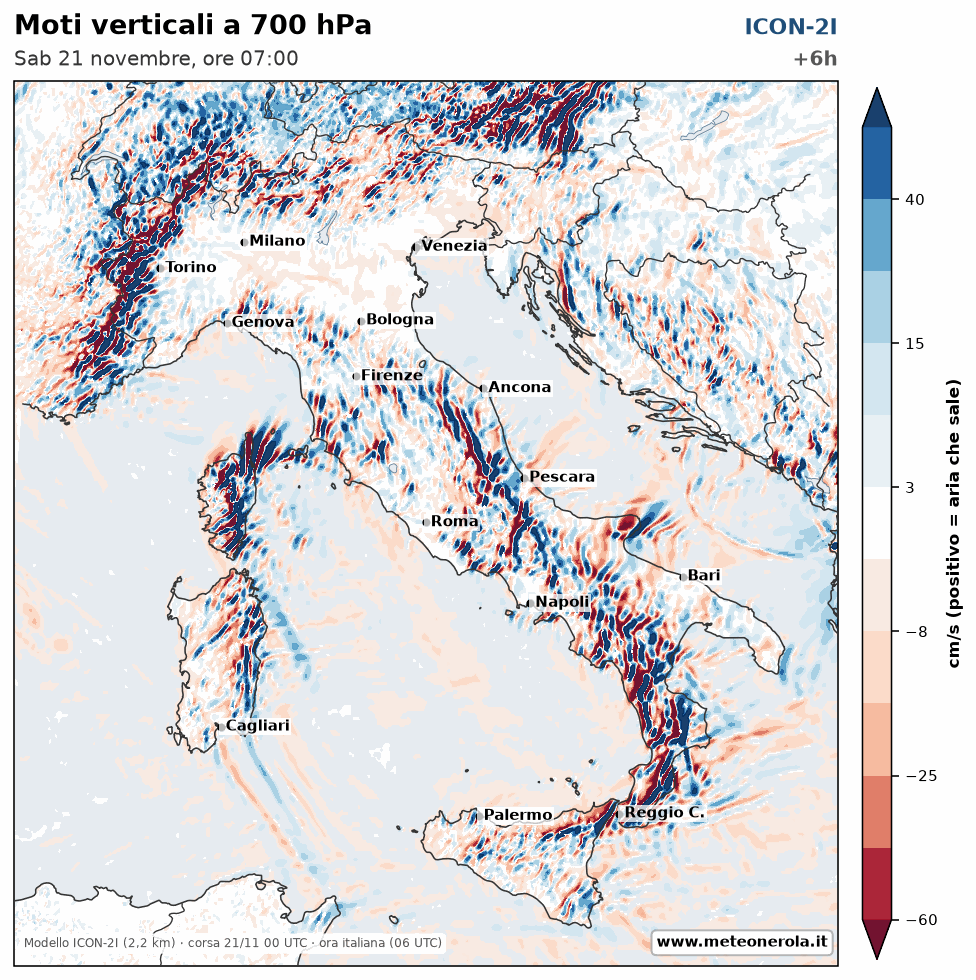 Moti verticali a 700 hPa
ICON-2I
Sab 21 novembre, ore 07:00
+6h
Milano
Venezia
Torino
Genova
Bologna
Firenze
Ancona
Pescara
Roma
Bari
Napoli
Cagliari
Palermo
Reggio C.
40
15
3
−8
−25
−60
cm/s (positivo = aria che sale)
Modello ICON-2I (2,2 km) · corsa 21/11 00 UTC · ora italiana (06 UTC)
www.meteonerola.it